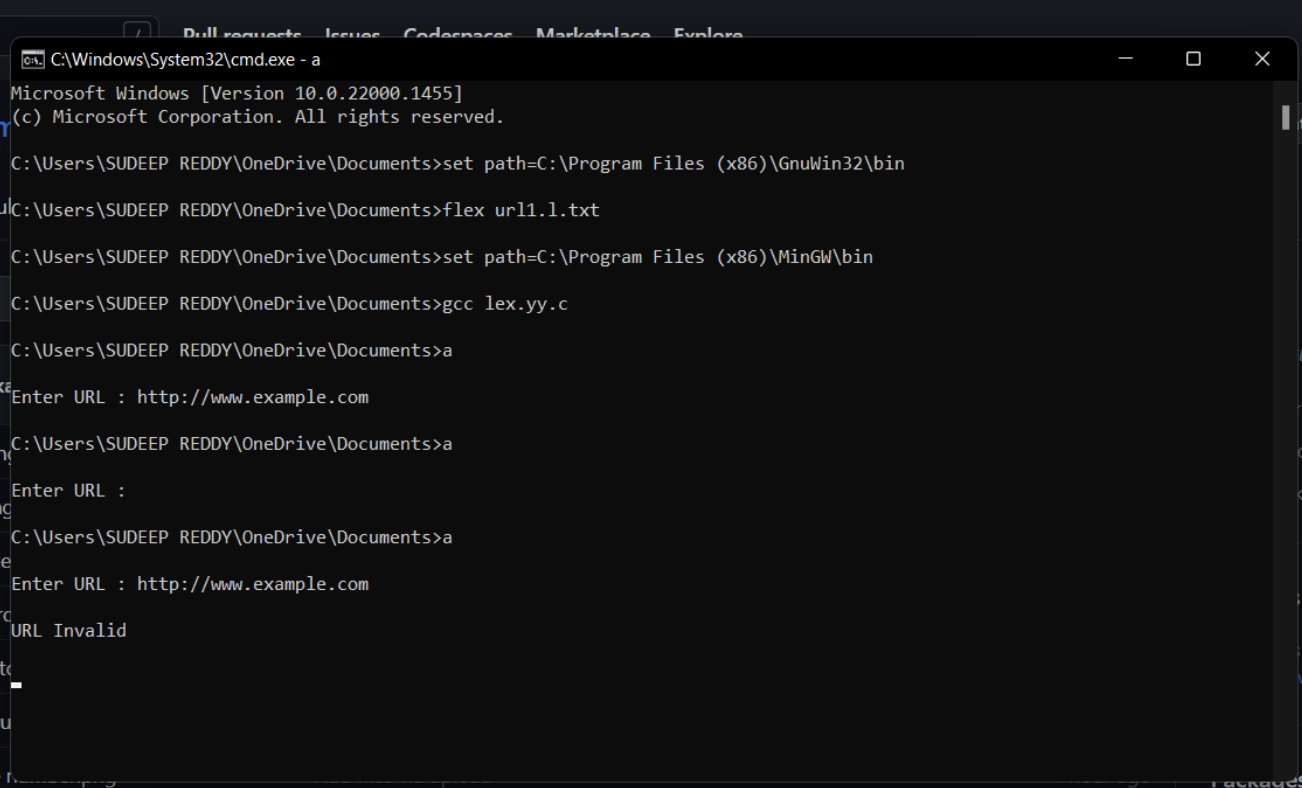 Pull requests Issues Codespaces Marketplace Explore
C:\Windows\System32\cmd.exe - a
Microsoft Windows [Version 10.0.22000.1455]
(c) Microsoft Corporation. All rights reserved.
C:\Users\SUDEEP REDDY\OneDrive\Documents>set path=C:\Program Files (x86)\GnuWin32\bin
C:\Users\SUDEEP REDDY\OneDrive\Documents>flex url1.l.txt
C:\Users\SUDEEP REDDY\OneDrive\Documents>set path=C:\Program Files (x86)\MinGW\bin
C:\Users\SUDEEP REDDY\OneDrive\Documents>gcc lex.yy.c
C:\Users\SUDEEP REDDY\OneDrive\Documents>a
Enter URL : http://www.example.com
C:\Users\SUDEEP REDDY\OneDrive\Documents>a
Enter URL :
C:\Users\SUDEEP REDDY\OneDrive\Documents>a
Enter URL : http://www.example.com
URL Invalid
Packages